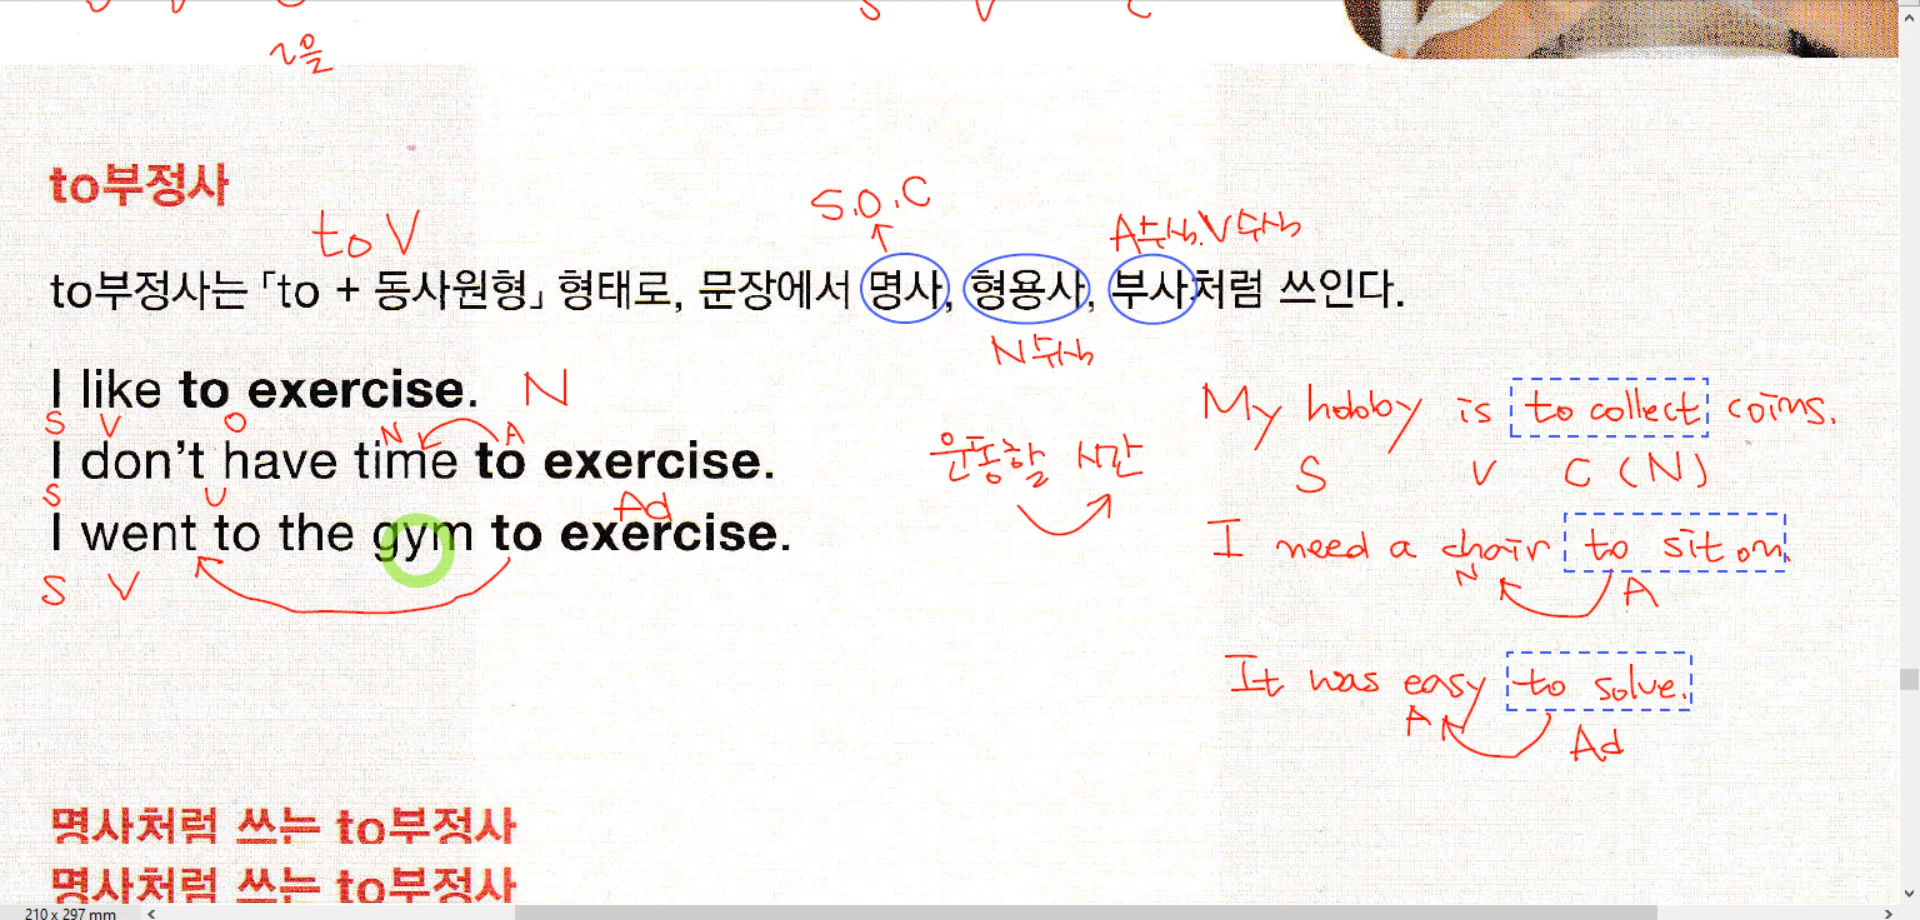 S V C
을
to부정사
to V
S.O.C
A수식.V수식
to부정사는 「to + 동사원형」 형태로, 문장에서 명사, 형용사, 부사처럼 쓰인다.
N수식
I like to exercise. N
S V O
N A
I don't have time to exercise.
S V
Ad
I went to the gym to exercise.
S V
운동할 시간
My hobby is to collect coins.
S V C (N)
I need a chair to sit on.
N A
It was easy to solve.
A Ad
명사처럼 쓰는 to부정사
명사처럼 쓰는 to부정사
210 x 297 mm